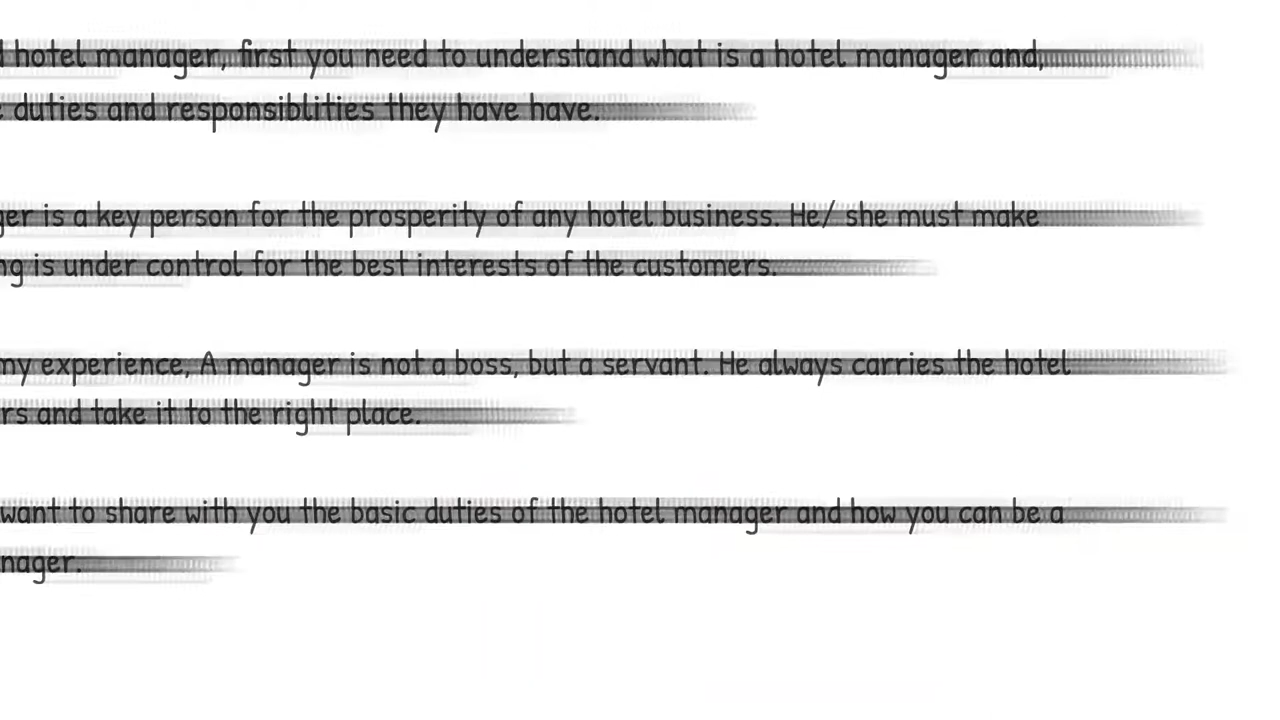 hotel manager, first you need to understand what is a hotel manager and,
duties and responsiblities they have have.
is a key person for the prosperity of any hotel business. He/ she must make
is under control for the best interests of the customers.
my experience, A manager is not a boss, but a servant. He always carries the hotel
and take it to the right place.
want to share with you the basic duties of the hotel manager and how you can be a